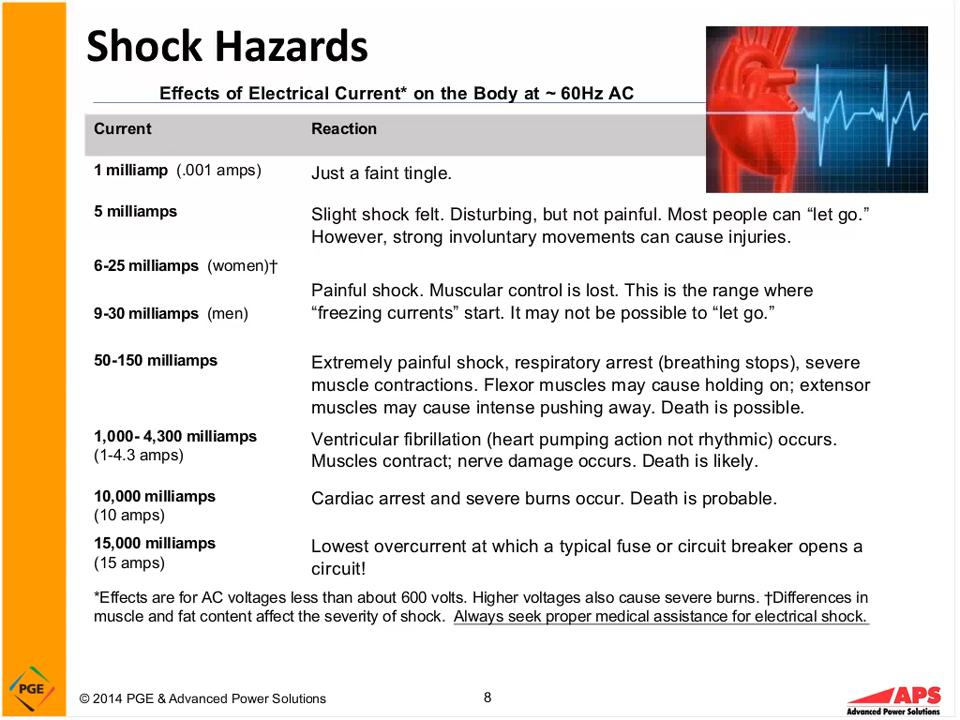 Shock Hazards
Effects of Electrical Current* on the Body at ~ 60Hz AC
Current Reaction
1 milliamp (.001 amps) Just a faint tingle.
5 milliamps Slight shock felt. Disturbing, but not painful. Most people can “let go.”
However, strong involuntary movements can cause injuries.
6-25 milliamps (women)†
Painful shock. Muscular control is lost. This is the range where
9-30 milliamps (men) “freezing currents” start. It may not be possible to “let go.”
50-150 milliamps Extremely painful shock, respiratory arrest (breathing stops), severe
muscle contractions. Flexor muscles may cause holding on; extensor
muscles may cause intense pushing away. Death is possible.
1,000- 4,300 milliamps Ventricular fibrillation (heart pumping action not rhythmic) occurs.
(1-4.3 amps) Muscles contract; nerve damage occurs. Death is likely.
10,000 milliamps Cardiac arrest and severe burns occur. Death is probable.
(10 amps)
15,000 milliamps Lowest overcurrent at which a typical fuse or circuit breaker opens a
(15 amps) circuit!
*Effects are for AC voltages less than about 600 volts. Higher voltages also cause severe burns. †Differences in
muscle and fat content affect the severity of shock. Always seek proper medical assistance for electrical shock.
PGE © 2014 PGE & Advanced Power Solutions 8 APS
Advanced Power Solutions